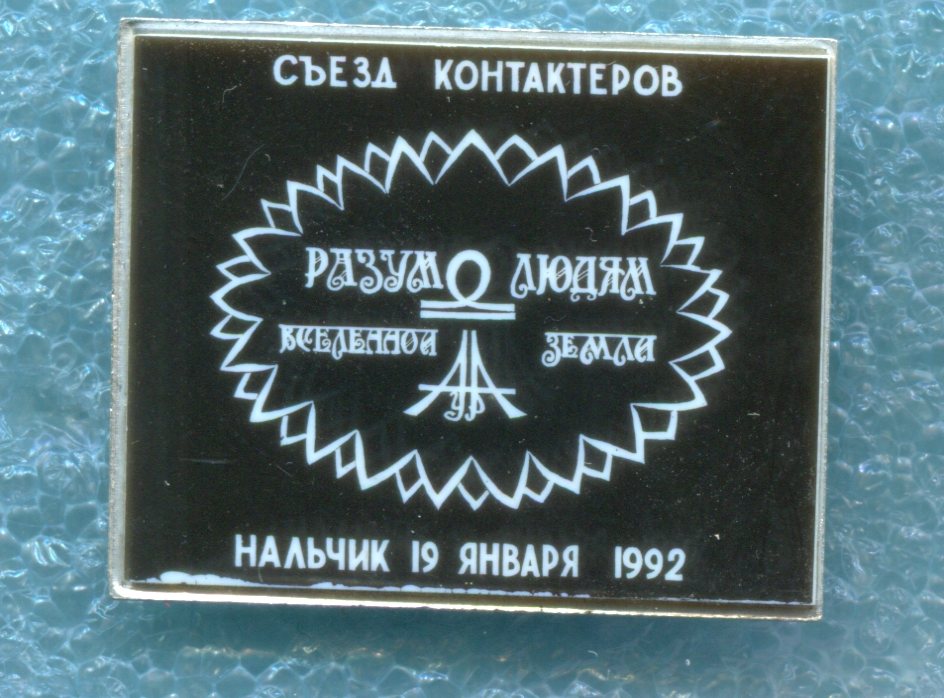 СЪЕЗД КОНТАКТЕРОВ
РАЗУМ ЛЮДЯМ
ВСЕЛЕННОЙ ЗЕМЛИ
УР
НАЛЬЧИК 19 ЯНВАРЯ 1992